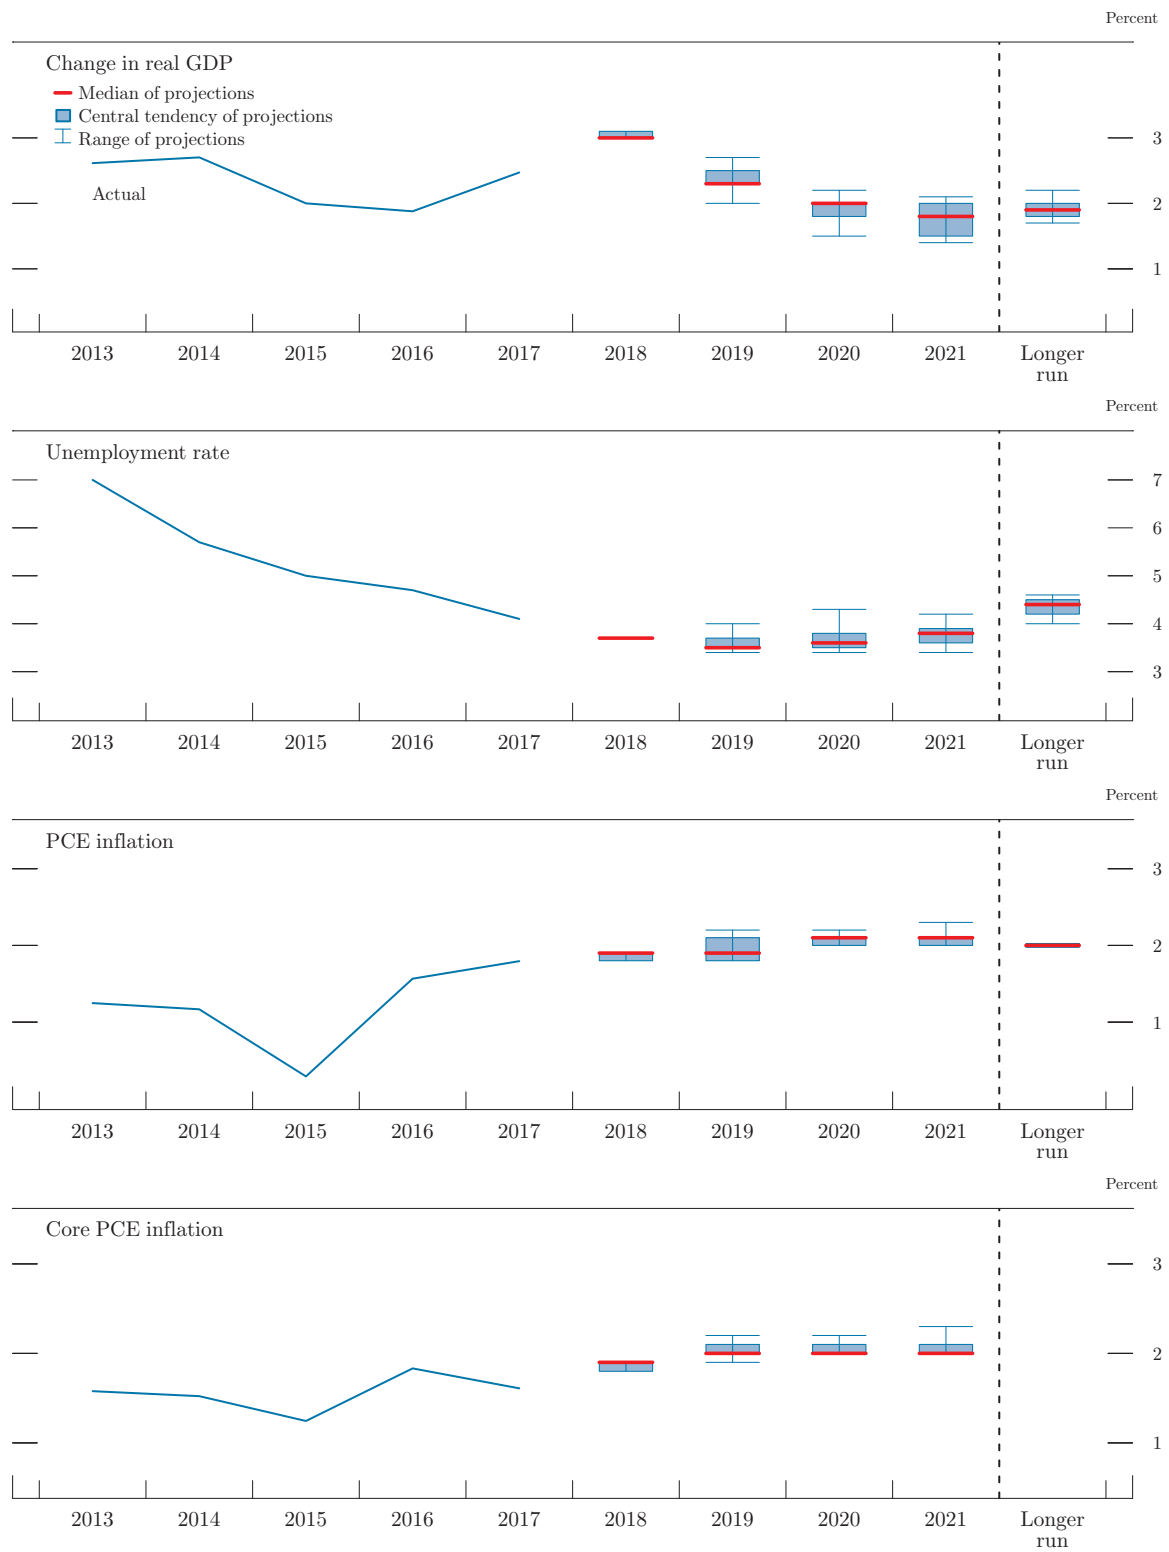 Percent
Change in real GDP
Median of projections
Central tendency of projections
Range of projections
Actual
3
2
1
2013 2014 2015 2016 2017 2018 2019 2020 2021 Longer
run
Percent
Unemployment rate
7
6
5
4
3
2013 2014 2015 2016 2017 2018 2019 2020 2021 Longer
run
Percent
PCE inflation
3
2
1
2013 2014 2015 2016 2017 2018 2019 2020 2021 Longer
run
Percent
Core PCE inflation
3
2
1
2013 2014 2015 2016 2017 2018 2019 2020 2021 Longer
run